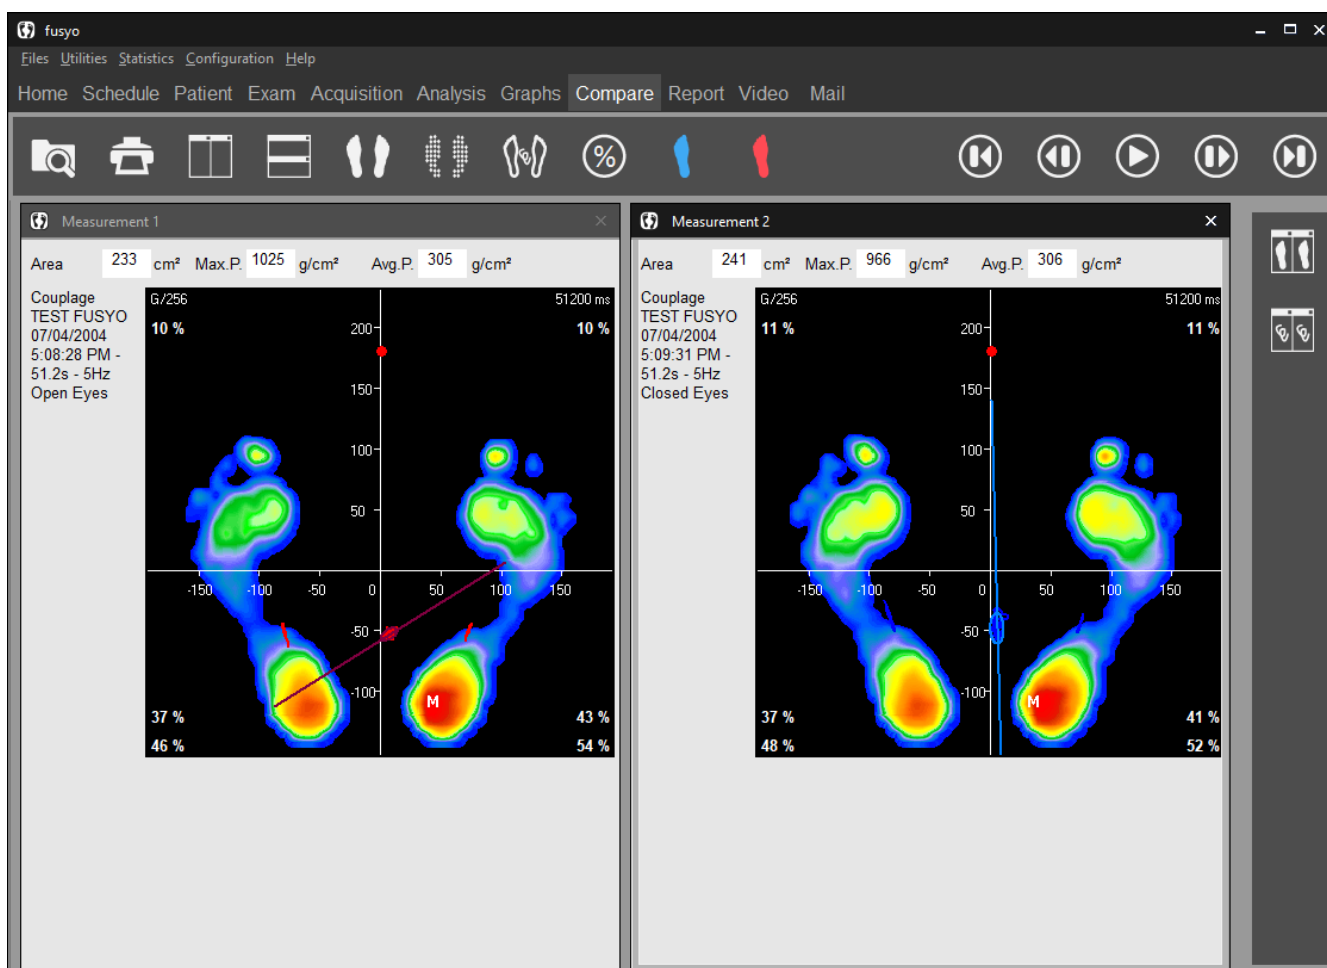 fusyo
Files Utilities Statistics Configuration Help
Home Schedule Patient Exam Acquisition Analysis Graphs Compare Report Video Mail
%
Measurement 1
Area 233 cm² Max.P. 1025 g/cm² Avg.P. 305 g/cm²
Couplage
TEST FUSYO
07/04/2004
5:08:28 PM -
51.2s - 5Hz
Open Eyes
G/256 51200 ms
10 % 10 %
200
150
100
50
-150 -100 -50 0 50 100 150
-50
-100
M
37 % 43 %
46 % 54 %
Measurement 2
Area 241 cm² Max.P. 966 g/cm² Avg.P. 306 g/cm²
Couplage
TEST FUSYO
07/04/2004
5:09:31 PM -
51.2s - 5Hz
Closed Eyes
G/256 51200 ms
11 % 11 %
200
150
100
50
-150 -100 -50 0 50 100 150
-50
-100
M
37 % 41 %
48 % 52 %